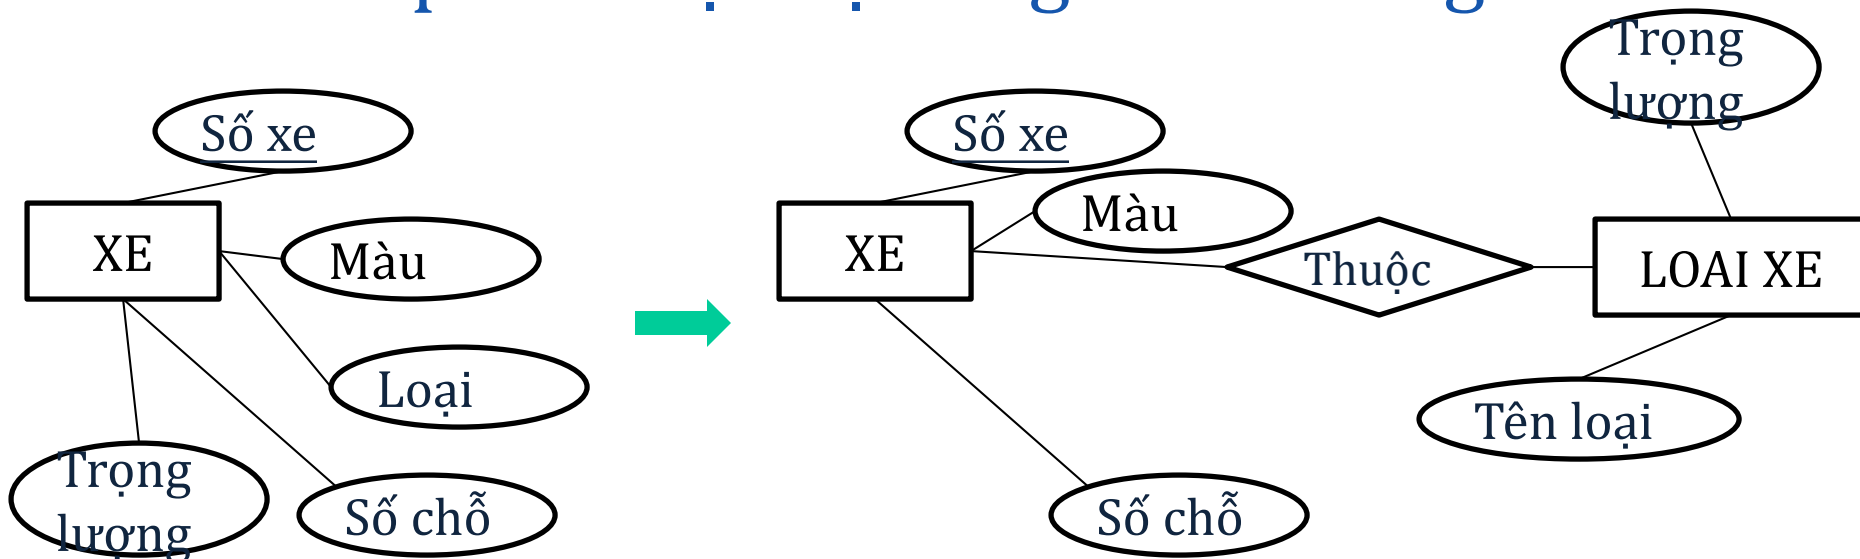 Số xe
XE
Màu
Loại
Trọng
lượng
Số chỗ
Trọng
lượng
Số xe
Màu
XE
Thuộc
LOAI XE
Tên loại
Số chỗ